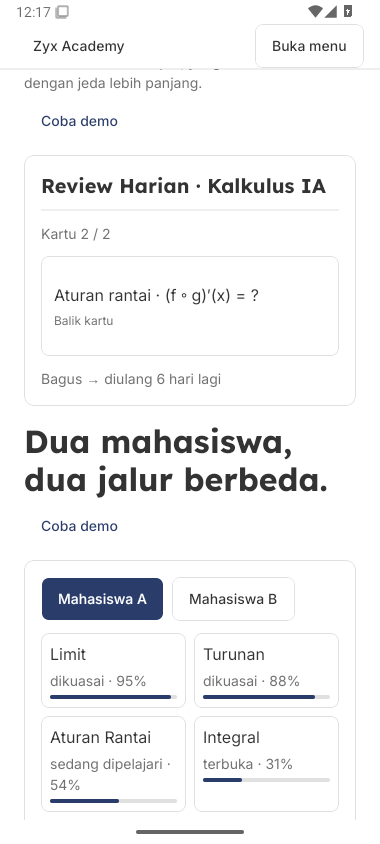 12:17
Zyx Academy
Buka menu
dengan jeda lebih panjang.
Coba demo
Review Harian · Kalkulus IA
Kartu 2 / 2
Aturan rantai · (f ∘ g)′(x) = ?
Balik kartu
Bagus → diulang 6 hari lagi
Dua mahasiswa,
dua jalur berbeda.
Coba demo
Mahasiswa A
Mahasiswa B
Limit
dikuasai · 95%
Turunan
dikuasai · 88%
Aturan Rantai
sedang dipelajari ·
54%
Integral
terbuka · 31%